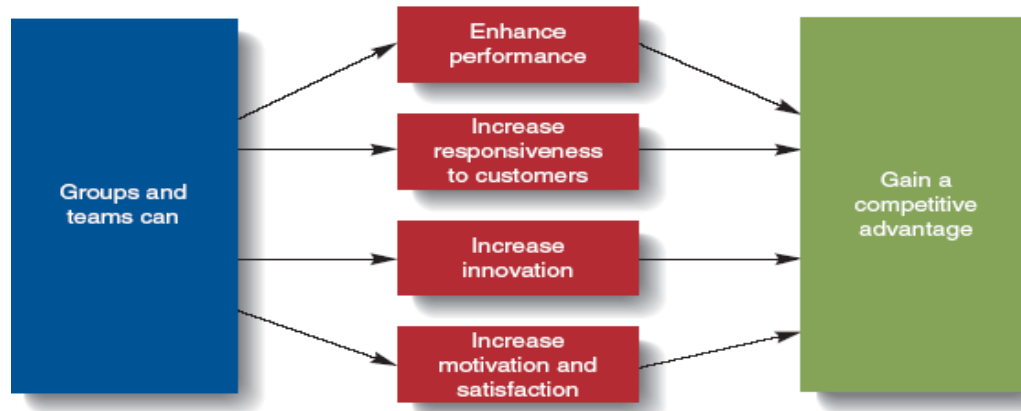 Groups and
teams can
Enhance
performance
Increase
responsiveness
to customers
Increase
innovation
Increase
motivation and
satisfaction
Gain a
competitive
advantage